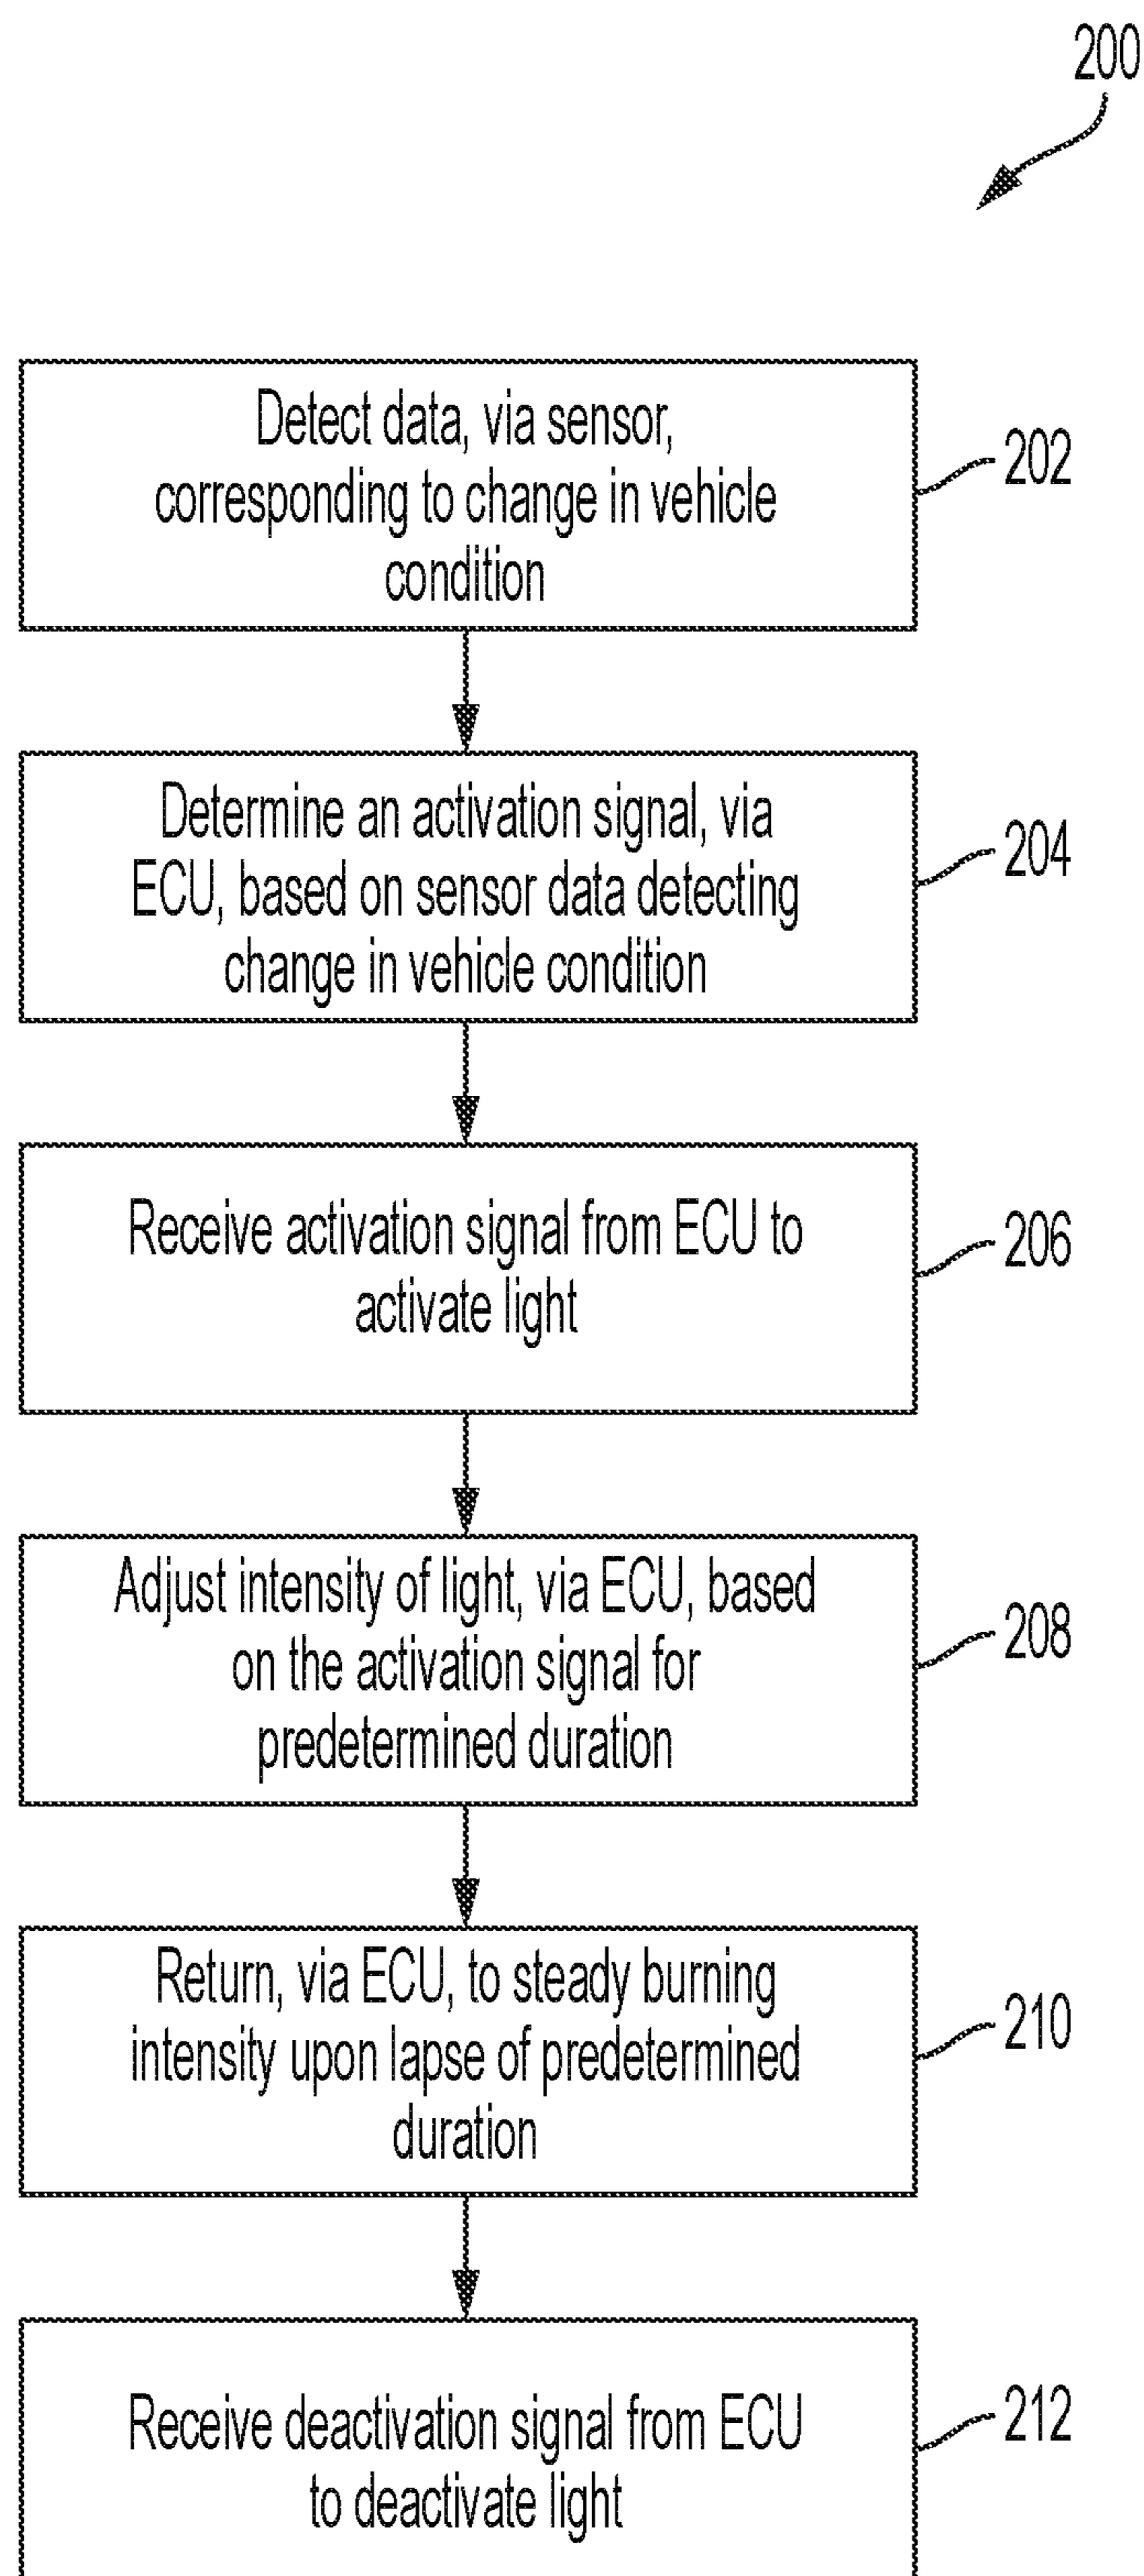 200
Detect data, via sensor,
corresponding to change in vehicle
condition
202
Determine an activation signal, via
ECU, based on sensor data detecting
change in vehicle condition
204
Receive activation signal from ECU to
activate light
206
Adjust intensity of light, via ECU, based
on the activation signal for
predetermined duration
208
Return, via ECU, to steady burning
intensity upon lapse of predetermined
duration
210
Receive deactivation signal from ECU
to deactivate light
212